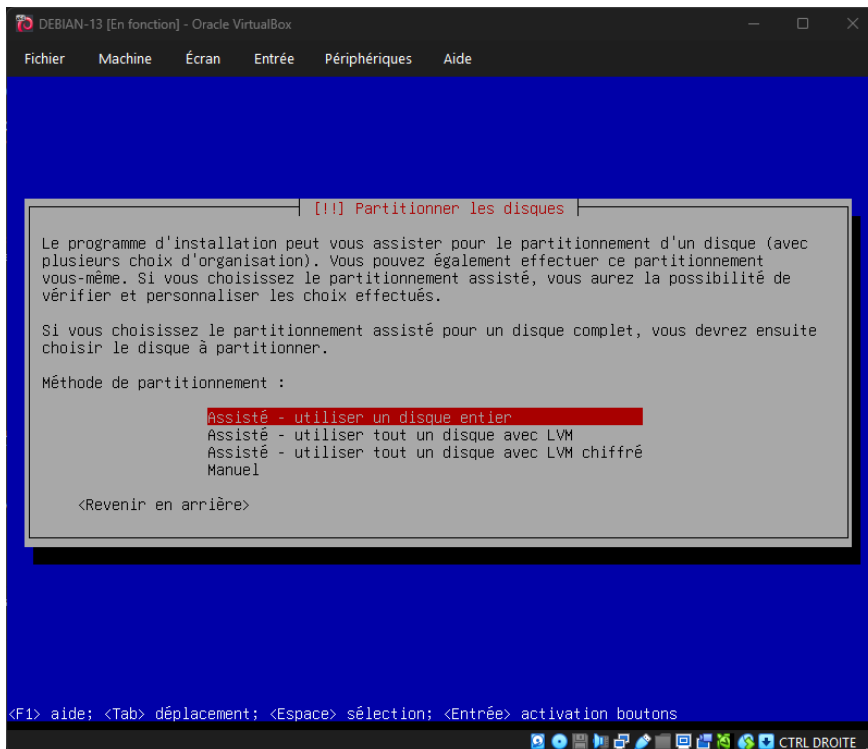 DEBIAN-13 [En fonction] - Oracle VirtualBox
Fichier Machine Écran Entrée Périphériques Aide
[!!] Partitionner les disques
Le programme d'installation peut vous assister pour le partitionnement d'un disque (avec
plusieurs choix d'organisation). Vous pouvez également effectuer ce partitionnement
vous-même. Si vous choisissez le partitionnement assisté, vous aurez la possibilité de
vérifier et personnaliser les choix effectués.
Si vous choisissez le partitionnement assisté pour un disque complet, vous devrez ensuite
choisir le disque à partitionner.
Méthode de partitionnement :
Assisté - utiliser un disque entier
Assisté - utiliser tout un disque avec LVM
Assisté - utiliser tout un disque avec LVM chiffré
Manuel
<Revenir en arrière>
<F1> aide; <Tab> déplacement; <Espace> sélection; <Entrée> activation boutons
CTRL DROITE